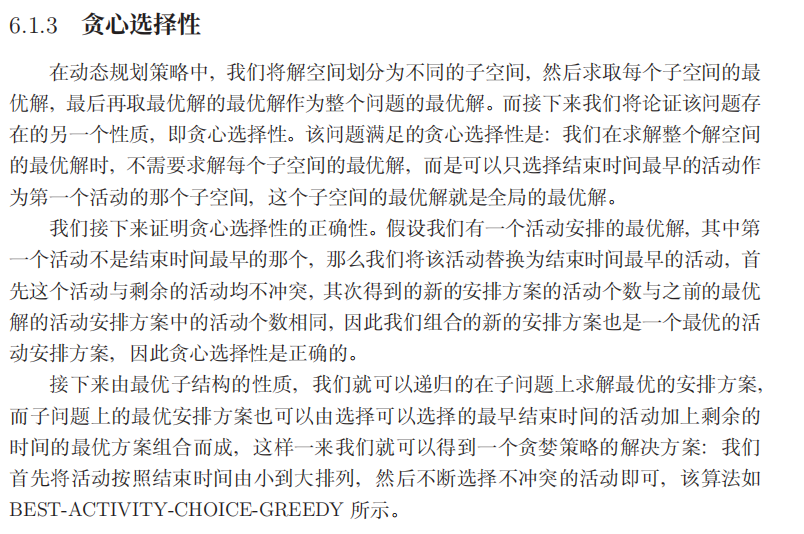 6.1.3 贪心选择性
在动态规划策略中，我们将解空间划分为不同的子空间，然后求取每个子空间的最
优解，最后再取最优解的最优解作为整个问题的最优解。而接下来我们将论证该问题存
在的另一个性质，即贪心选择性。该问题满足的贪心选择性是：我们在求解整个解空间
的最优解时，不需要求解每个子空间的最优解，而是可以只选择结束时间最早的活动作
为第一个活动的那个子空间，这个子空间的最优解就是全局的最优解。
我们接下来证明贪心选择性的正确性。假设我们有一个活动安排的最优解，其中第
一个活动不是结束时间最早的那个，那么我们将该活动替换为结束时间最早的活动，首
先这个活动与剩余的活动均不冲突，其次得到的新的安排方案的活动个数与之前的最优
解的活动安排方案中的活动个数相同，因此我们组合的新的安排方案也是一个最优的活
动安排方案，因此贪心选择性是正确的。
接下来由最优子结构的性质，我们就可以递归的在子问题上求解最优的安排方案，
而子问题上的最优安排方案也可以由选择可以选择的最早结束时间的活动加上剩余的
时间的最优方案组合而成，这样一来我们就可以得到一个贪婪策略的解决方案：我们
首先将活动按照结束时间由小到大排列，然后不断选择不冲突的活动即可，该算法如
BEST-ACTIVITY-CHOICE-GREEDY 所示。